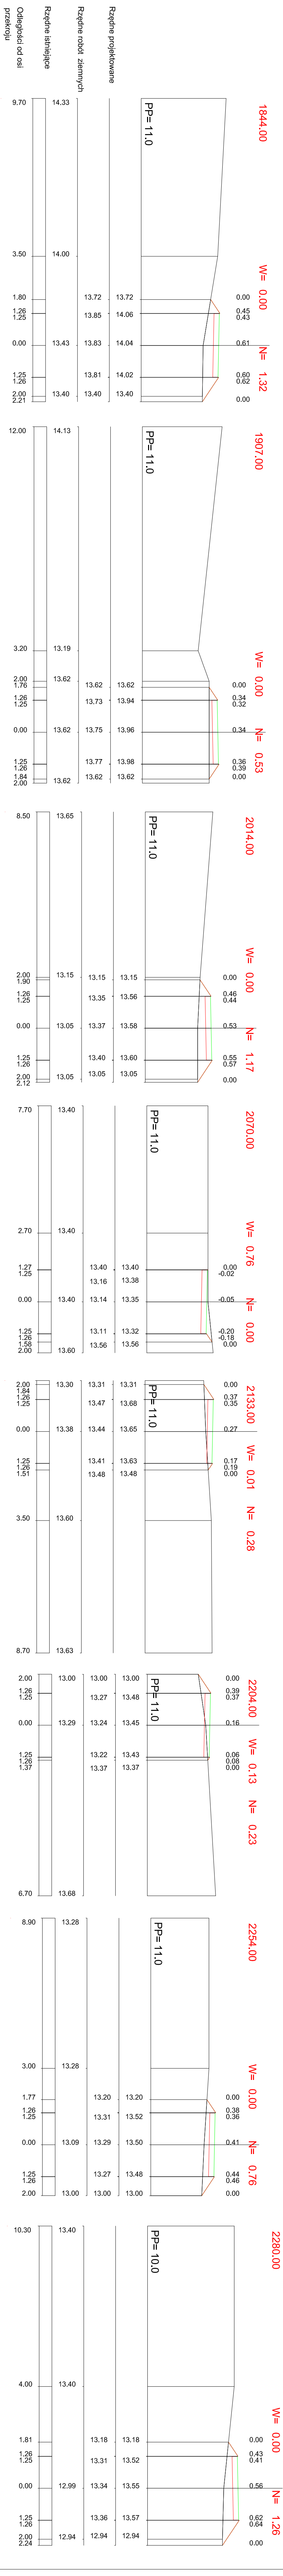 Rzędne projektowane
Rzędne robót ziemnych
Rzędne istniejące
Odległości od osi
przekroju
1844.00
W= 0.00 N= 1.32
PP= 11.0
0.00 0.45 0.43 0.61 0.60 0.62 0.00
13.72 14.06 14.04 14.02 13.40
13.72 13.85 13.83 13.81 13.40
14.33 14.00 13.43 13.40
9.70 3.50 1.80 1.26 1.25 0.00 1.25 1.26 2.00 2.21
1907.00
W= 0.00 N= 0.53
PP= 11.0
0.00 0.34 0.32 0.34 0.36 0.39 0.00
13.62 13.94 13.96 13.98 13.62
13.62 13.73 13.75 13.77 13.62
14.13 13.19 13.62 13.62 13.62
12.00 3.20 2.00 1.76 1.26 1.25 0.00 1.25 1.26 1.84 2.00
2014.00
W= 0.00 N= 1.17
PP= 11.0
0.00 0.46 0.44 0.53 0.55 0.57 0.00
13.15 13.56 13.58 13.60 13.05
13.15 13.35 13.37 13.40 13.05
13.65 13.15 13.05 13.05
8.50 2.00 1.90 1.26 1.25 0.00 1.25 1.26 2.00 2.12
2070.00
W= 0.76 N= 0.00
PP= 11.0
0.00 -0.02 -0.05 -0.20 -0.18 0.00
13.40 13.38 13.35 13.32 13.56
13.40 13.16 13.14 13.11 13.56
13.40 13.40 13.40 13.60
7.70 2.70 1.27 1.25 0.00 1.25 1.26 1.58 2.00
2133.00
W= 0.01 N= 0.28
PP= 11.0
0.00 0.37 0.35 0.27 0.17 0.19 0.00
13.31 13.68 13.65 13.63 13.48
13.31 13.47 13.44 13.41 13.48
13.30 13.38 13.60 13.63
2.00 1.84 1.26 1.25 0.00 1.25 1.26 1.51 3.50 8.70
2204.00
W= 0.13 N= 0.23
PP= 11.0
0.00 0.39 0.37 0.16 0.06 0.08 0.00
13.00 13.48 13.45 13.43 13.37
13.00 13.27 13.24 13.22 13.37
13.00 13.29 13.68
2.00 1.26 1.25 0.00 1.25 1.26 1.37 6.70
2254.00
W= 0.00 N= 0.76
PP= 11.0
0.00 0.38 0.36 0.41 0.44 0.46 0.00
13.20 13.52 13.50 13.48 13.00
13.20 13.31 13.29 13.27 13.00
13.28 13.28 13.09 13.00
8.90 3.00 1.77 1.26 1.25 0.00 1.25 1.26 2.00
2280.00
W= 0.00 N= 1.26
PP= 10.0
0.00 0.43 0.41 0.56 0.62 0.64 0.00
13.18 13.52 13.55 13.57 12.94
13.18 13.31 13.34 13.36 12.94
13.40 13.40 12.99 12.94
10.30 4.00 1.81 1.26 1.25 0.00 1.25 1.26 2.00 2.24